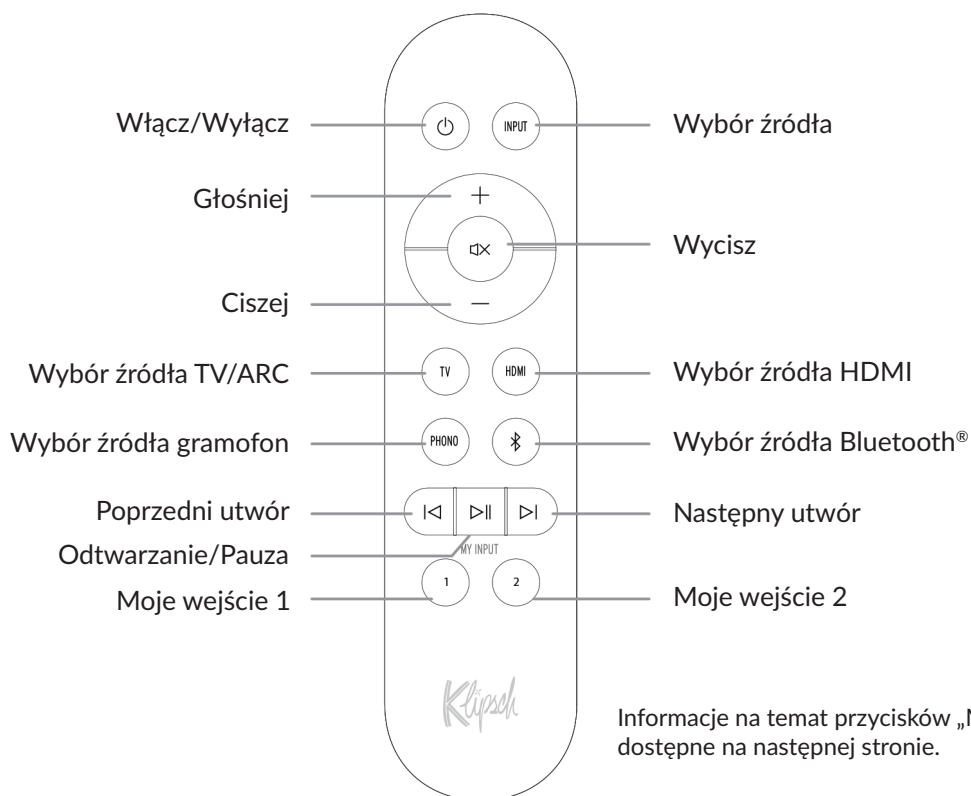 Włącz/Wyłącz
INPUT
Wybór źródła
Głośniej
Wycisz
Ciszej
Wybór źródła TV/ARC
TV
HDMI
Wybór źródła HDMI
Wybór źródła gramofon
PHONO
Wybór źródła Bluetooth®
Poprzedni utwór
Następny utwór
Odtwarzanie/Pauza
MY INPUT
Moje wejście 1
1
2
Moje wejście 2
Klipsch
Informacje na temat przycisków
dostępne na następnej stronie.